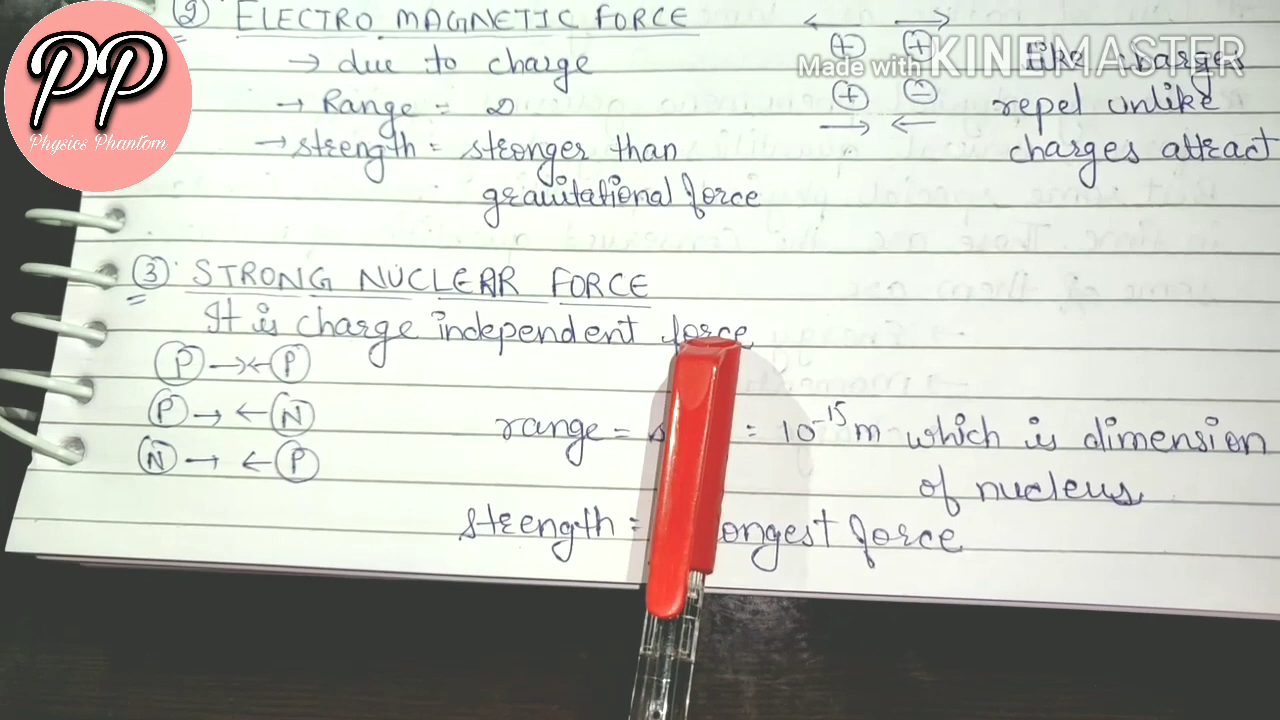 ② ELECTRO MAGNETIC FORCE
← →
⊕ ⊕ like charges
→ due to charge
→ Range = ∞
⊕ ⊖ repel unlike
→ ←
charges attract
→ strength = stronger than
gravitational force
③ STRONG NUCLEAR FORCE
It is charge independent force
P →← P
P → ← N
N → ← P
range = = 10⁻¹⁵ m which is dimension
of nucleus
strength = ongest force
PP
Physics Phantom
Made with KINEMASTER